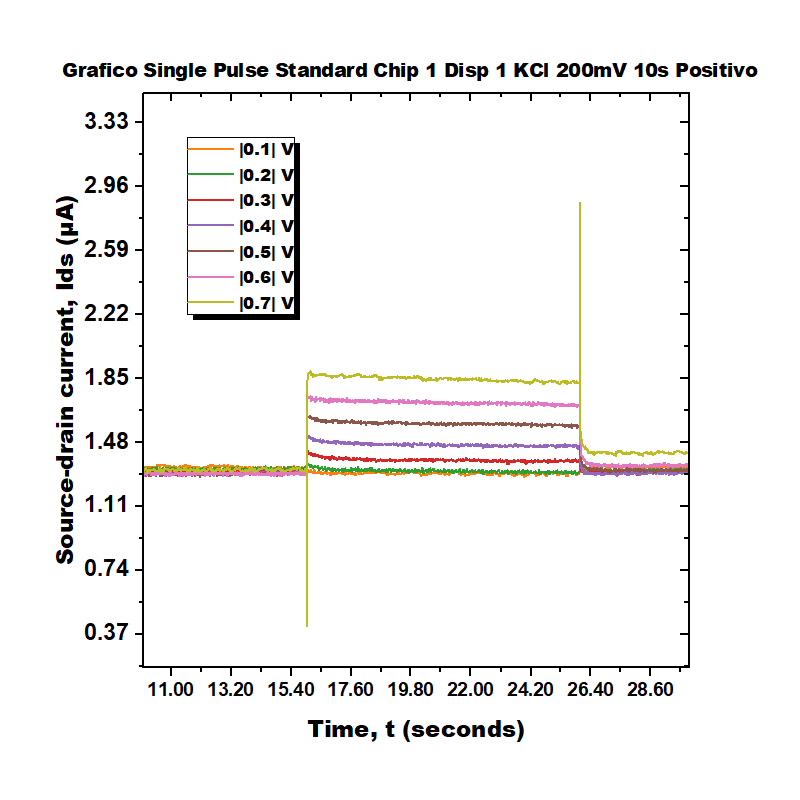 Grafico Single Pulse Standard Chip 1 Disp 1 KCl 200mV 10s Positivo
3.33
2.96
2.59
2.22
1.85
1.48
1.11
0.74
0.37
Source-drain current, Ids (µA)
|0.1| V
|0.2| V
|0.3| V
|0.4| V
|0.5| V
|0.6| V
|0.7| V
11.00 13.20 15.40 17.60 19.80 22.00 24.20 26.40 28.60
Time, t (seconds)